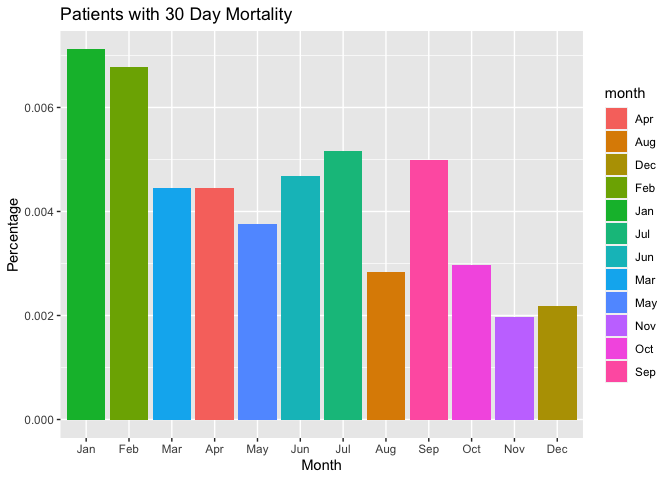 Patients with 30 Day Mortality
Percentage
0.006
0.004
0.002
0.000
Jan Feb Mar Apr May Jun Jul Aug Sep Oct Nov Dec
Month
month
Apr
Aug
Dec
Feb
Jan
Jul
Jun
Mar
May
Nov
Oct
Sep